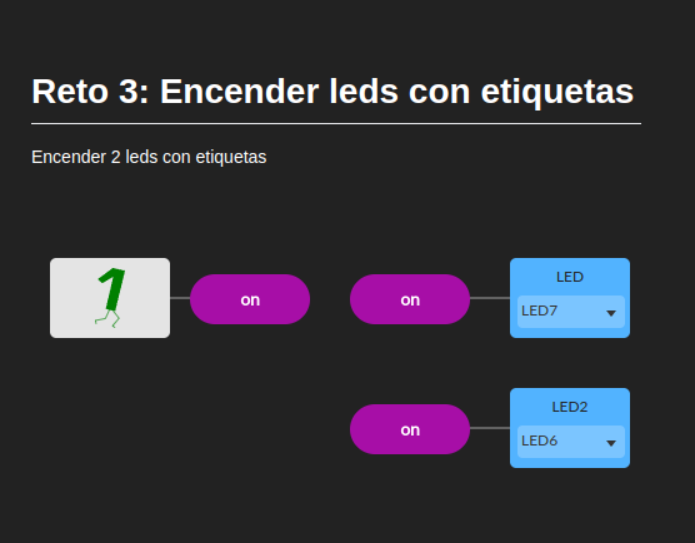 Reto 3: Encender leds con etiquetas
Encender 2 leds con etiquetas
1
on
on
LED
LED7
on
LED2
LED6